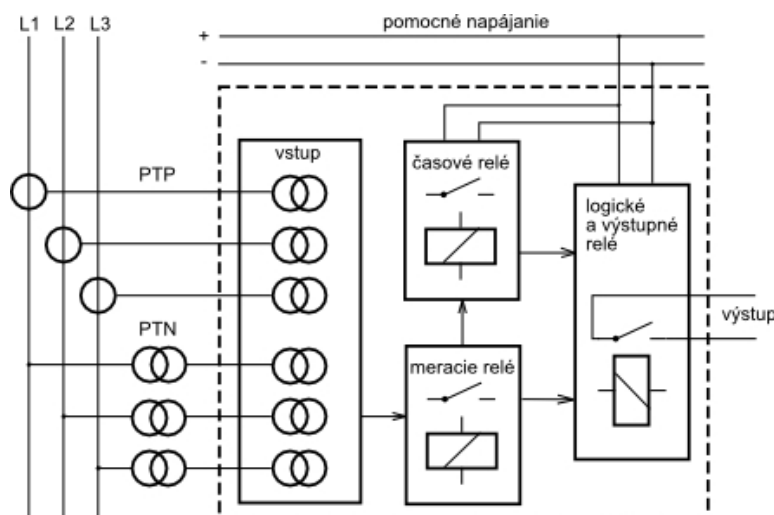 L1 L2 L3
pomocné napájanie
+
-
vstup
PTP
časové relé
logické
a výstupné
relé
výstup
PTN
meracie relé